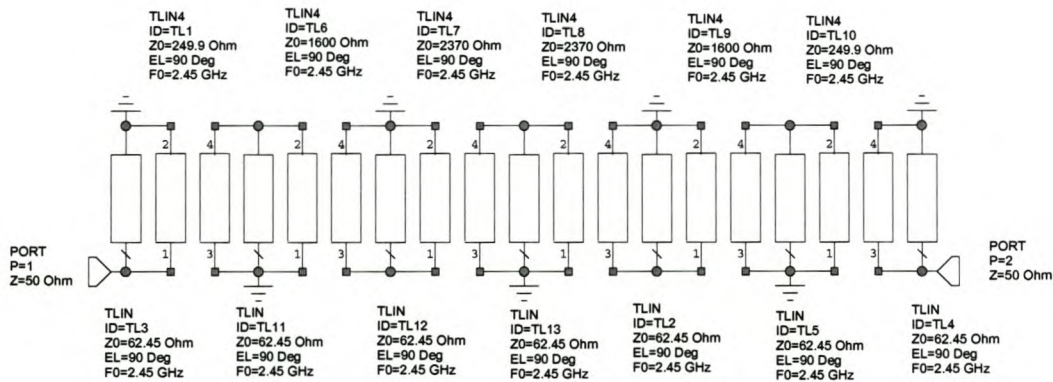 TLIN4
ID=TL1
Z0=249.9 Ohm
EL=90 Deg
F0=2.45 GHz
TLIN4
ID=TL6
Z0=1600 Ohm
EL=90 Deg
F0=2.45 GHz
TLIN4
ID=TL7
Z0=2370 Ohm
EL=90 Deg
F0=2.45 GHz
TLIN4
ID=TL8
Z0=2370 Ohm
EL=90 Deg
F0=2.45 GHz
TLIN4
ID=TL9
Z0=1600 Ohm
EL=90 Deg
F0=2.45 GHz
TLIN4
ID=TL10
Z0=249.9 Ohm
EL=90 Deg
F0=2.45 GHz
2 4 2 4 2 4 2 4 2 4 2 4
1 3 1 3 1 3 1 3 1 3 1 3
PORT
P=1
Z=50 Ohm
PORT
P=2
Z=50 Ohm
TLIN
ID=TL3
Z0=62.45 Ohm
EL=90 Deg
F0=2.45 GHz
TLIN
ID=TL11
Z0=62.45 Ohm
EL=90 Deg
F0=2.45 GHz
TLIN
ID=TL12
Z0=62.45 Ohm
EL=90 Deg
F0=2.45 GHz
TLIN
ID=TL13
Z0=62.45 Ohm
EL=90 Deg
F0=2.45 GHz
TLIN
ID=TL2
Z0=62.45 Ohm
EL=90 Deg
F0=2.45 GHz
TLIN
ID=TL5
Z0=62.45 Ohm
EL=90 Deg
F0=2.45 GHz
TLIN
ID=TL4
Z0=62.45 Ohm
EL=90 Deg
F0=2.45 GHz